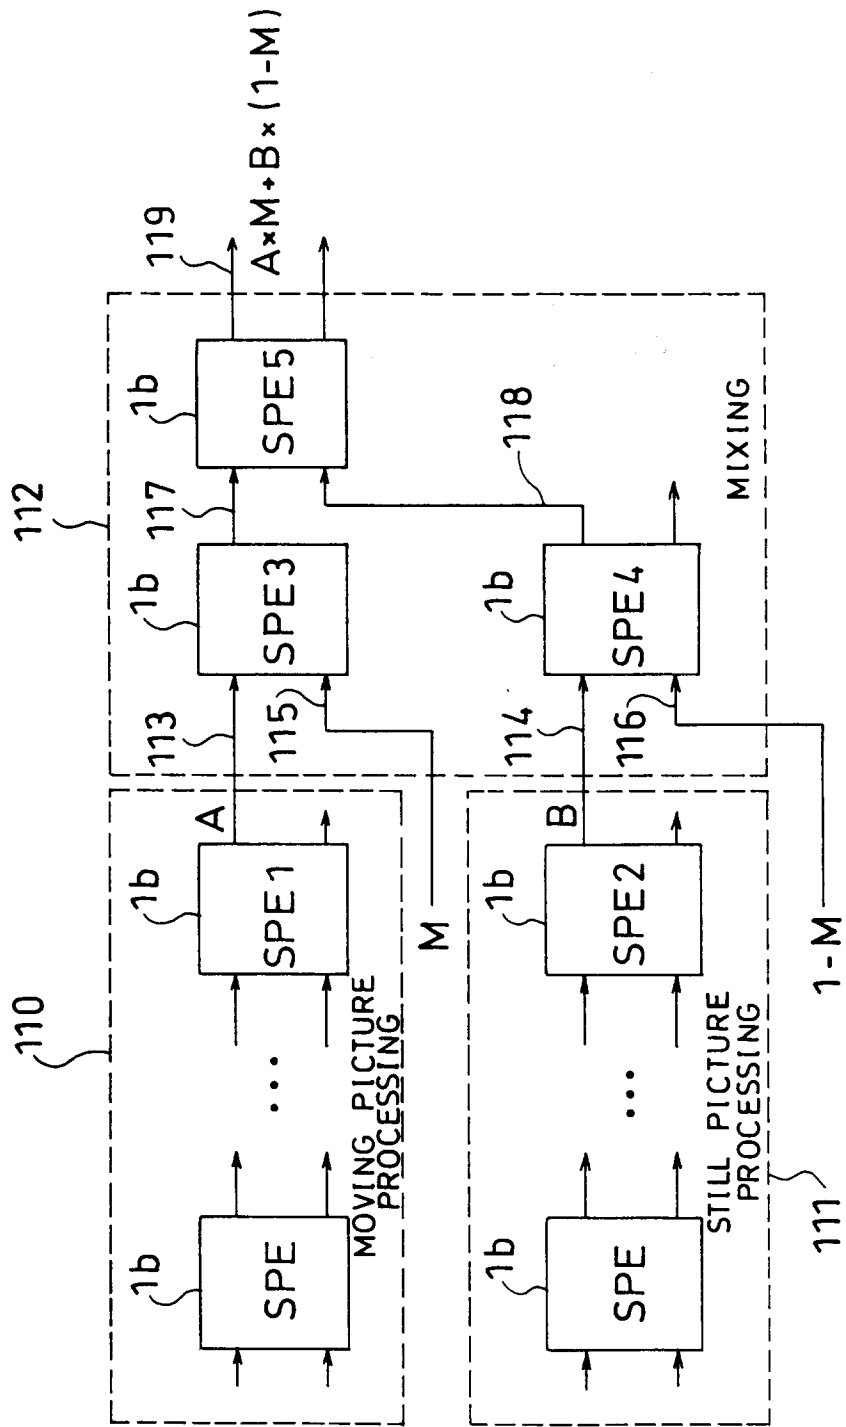 110
1b
SPE
...
1b
SPE1
MOVING PICTURE
PROCESSING
A
M
112
113
115
1b
SPE3
117
1b
SPE5
119
A×M+B×(1-M)
1b
SPE
...
1b
SPE2
STILL PICTURE
PROCESSING
111
B
1-M
114
116
1b
SPE4
118
MIXING